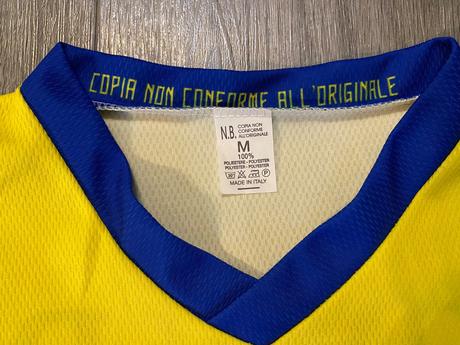 COPIA NON CONFORME ALL'ORIGINALE
N.B. COPIA NON
CONFORME
ALL'ORIGINALE
M
100%
POLIESTERE - POLYESTER
POLYESTER - POLYESTER
MADE IN ITALY